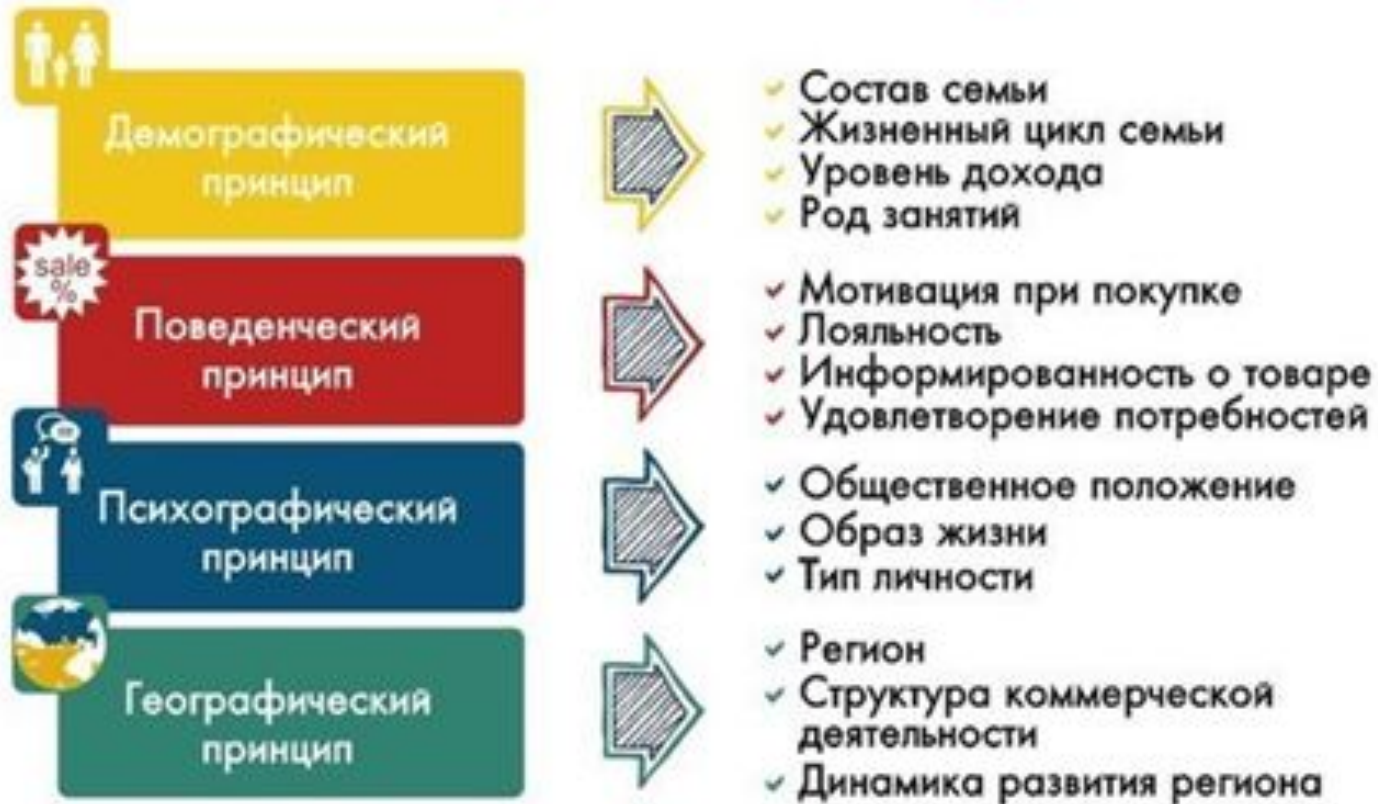 Демографический
принцип
Состав семьи
Жизненный цикл семьи
Уровень дохода
Род занятий
sale
%
Поведенческий
принцип
Мотивация при покупке
Лояльность
Информированность о товаре
Удовлетворение потребностей
Психографический
принцип
Общественное положение
Образ жизни
Тип личности
Географический
принцип
Регион
Структура коммерческой
деятельности
Динамика развития региона